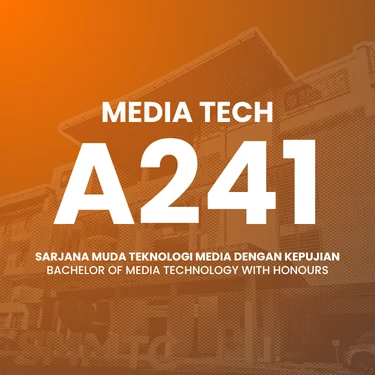 MEDIA TECH
A241
SARJANA MUDA TEKNOLOGI MEDIA DENGAN KEPUJIAN
BACHELOR OF MEDIA TECHNOLOGY WITH HONOURS